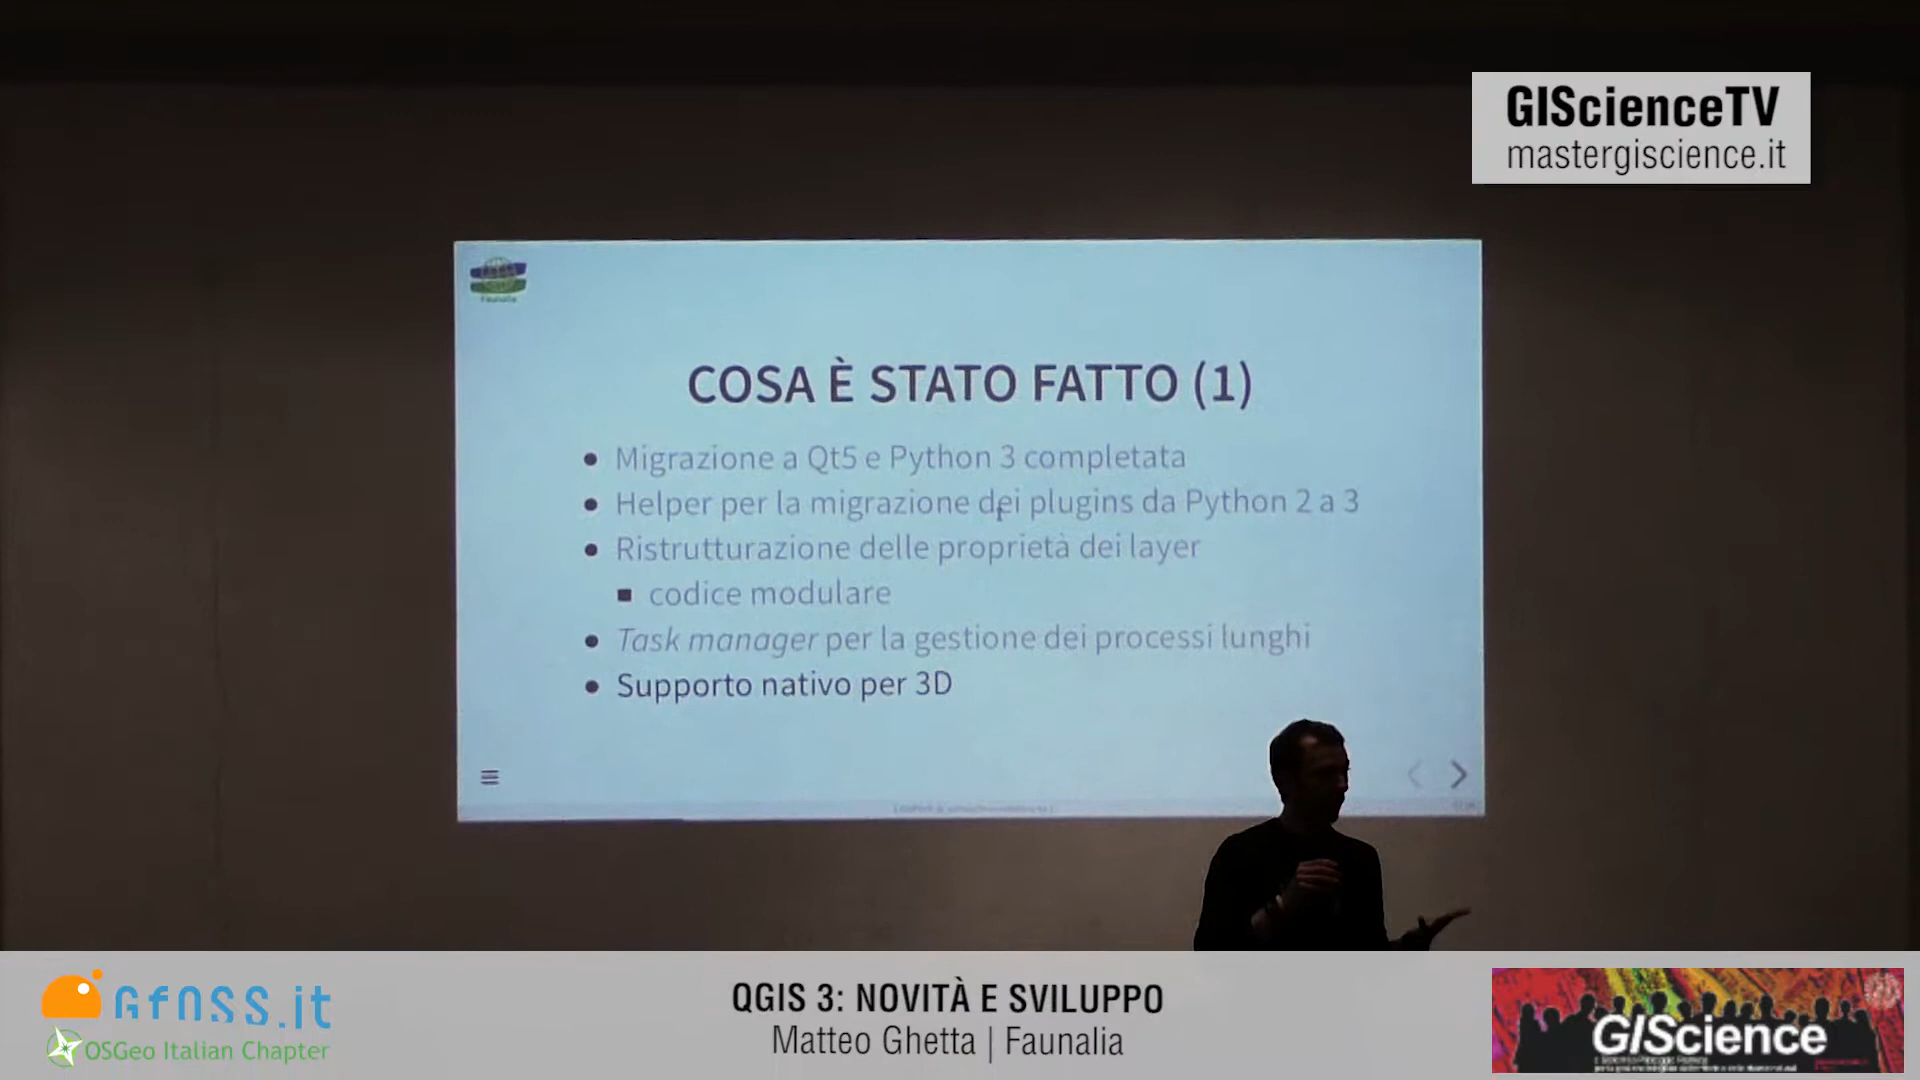 GIScienceTV
mastergiscience.it
Faunalia
COSA È STATO FATTO (1)
• Migrazione a Qt5 e Python 3 completata
• Helper per la migrazione dei plugins da Python 2 a 3
• Ristrutturazione delle proprietà dei layer
▪ codice modulare
• Task manager per la gestione dei processi lunghi
• Supporto nativo per 3D
GFOSS.it
OSGeo Italian Chapter
QGIS 3: NOVITÀ E SVILUPPO
Matteo Ghetta | Faunalia
GIScience